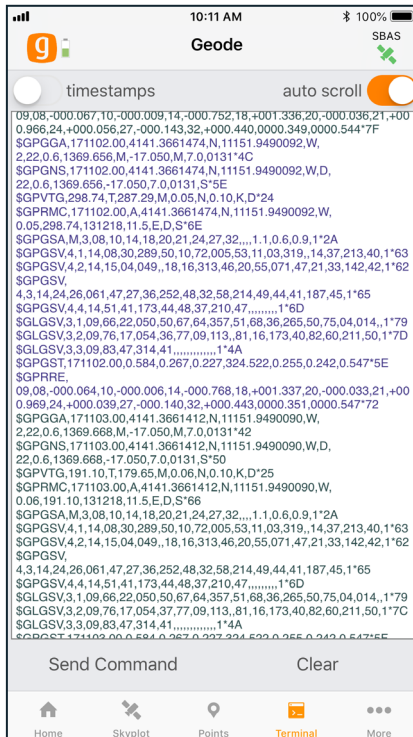 10:11 AM
100%
g
Geode
SBAS
timestamps
auto scroll
09,08,-000.067,10,-000.009,14,-000.752,18,+001.336,20,-000.036,21,+00
0.966,24,+000.056,27,-000.143,32,+000.440,0000.349,0000.544*7F
$GPGGA,171102.00,4141.3661474,N,11151.9490092,W,
2,22,0.6,1369.656,M,-17.050,M,7.0,0131*4C
$GPGNS,171102.00,4141.3661474,N,11151.9490092,W,D,
22,0.6,1369.656,-17.050,7.0,0131,S*5E
$GPVTG,298.74,T,287.29,M,0.05,N,0.10,K,D*24
$GPRMC,171102.00,A,4141.3661474,N,11151.9490092,W,
0.05,298.74,131218,11.5,E,D,S*6E
$GPGSA,M,3,08,10,14,18,20,21,24,27,32,,,,1.1,0.6,0.9,1*2A
$GPGSV,4,1,14,08,30,289,50,10,72,005,53,11,03,319,,14,37,213,40,1*63
$GPGSV,4,2,14,15,04,049,,18,16,313,46,20,55,071,47,21,33,142,42,1*62
$GPGSV,
4,3,14,24,26,061,47,27,36,252,48,32,58,214,49,44,41,187,45,1*65
$GPGSV,4,4,14,51,41,173,44,48,37,210,47,,,,,,,,,1*6D
$GLGSV,3,1,09,66,22,050,50,67,64,357,51,68,36,265,50,75,04,014,,1*79
$GLGSV,3,2,09,76,17,054,36,77,09,113,,81,16,173,40,82,60,211,50,1*7D
$GLGSV,3,3,09,83,47,314,41,,,,,,,,,,,,,1*4A
$GPGST,171102.00,0.584,0.267,0.227,324.522,0.255,0.242,0.547*5E
$GPRRE,
09,08,-000.064,10,-000.006,14,-000.768,18,+001.337,20,-000.033,21,+00
0.969,24,+000.039,27,-000.140,32,+000.443,0000.351,0000.547*72
$GPGGA,171103.00,4141.3661412,N,11151.9490090,W,
2,22,0.6,1369.668,M,-17.050,M,7.0,0131*42
$GPGNS,171103.00,4141.3661412,N,11151.9490090,W,D,
22,0.6,1369.668,-17.050,7.0,0131,S*50
$GPVTG,191.10,T,179.65,M,0.06,N,0.10,K,D*25
$GPRMC,171103.00,A,4141.3661412,N,11151.9490090,W,
0.06,191.10,131218,11.5,E,D,S*66
$GPGSA,M,3,08,10,14,18,20,21,24,27,32,,,,1.1,0.6,0.9,1*2A
$GPGSV,4,1,14,08,30,289,50,10,72,005,53,11,03,319,,14,37,213,40,1*63
$GPGSV,4,2,14,15,04,049,,18,16,313,46,20,55,071,47,21,33,142,42,1*62
$GPGSV,
4,3,14,24,26,061,47,27,36,252,48,32,58,214,49,44,41,187,45,1*65
$GPGSV,4,4,14,51,41,173,44,48,37,210,47,,,,,,,,,1*6D
$GLGSV,3,1,09,66,22,050,50,67,64,357,51,68,36,265,50,75,04,014,,1*79
$GLGSV,3,2,09,76,17,054,37,77,09,113,,81,16,173,40,82,60,211,50,1*7C
$GLGSV,3,3,09,83,47,314,41,,,,,,,,,,,,,1*4A
$GPGST,171103.00,0.584,0.267,0.227,324.522,0.255,0.242,0.547*5F
Send Command
Clear
Home
Skyplot
Points
Terminal
More